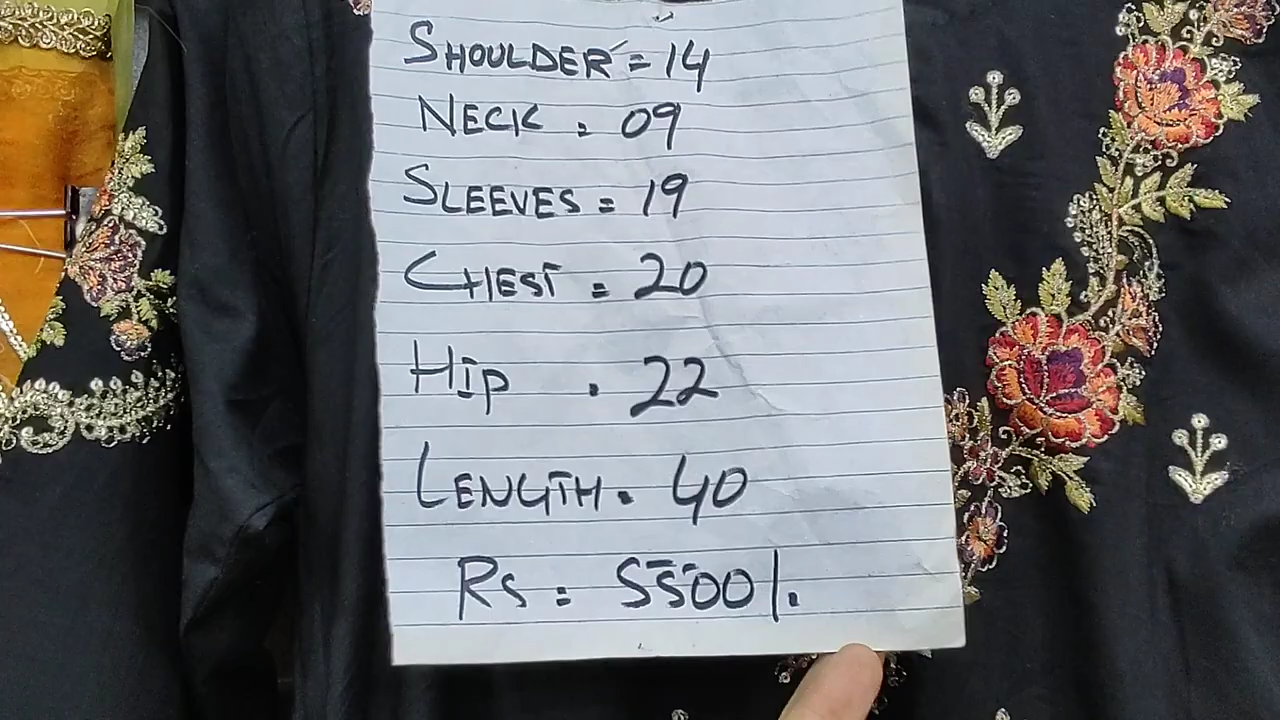 SHOULDER = 14
NECK = 09
SLEEVES = 19
CHEST = 20
Hip . 22
LENGTH . 40
Rs = 5500/.